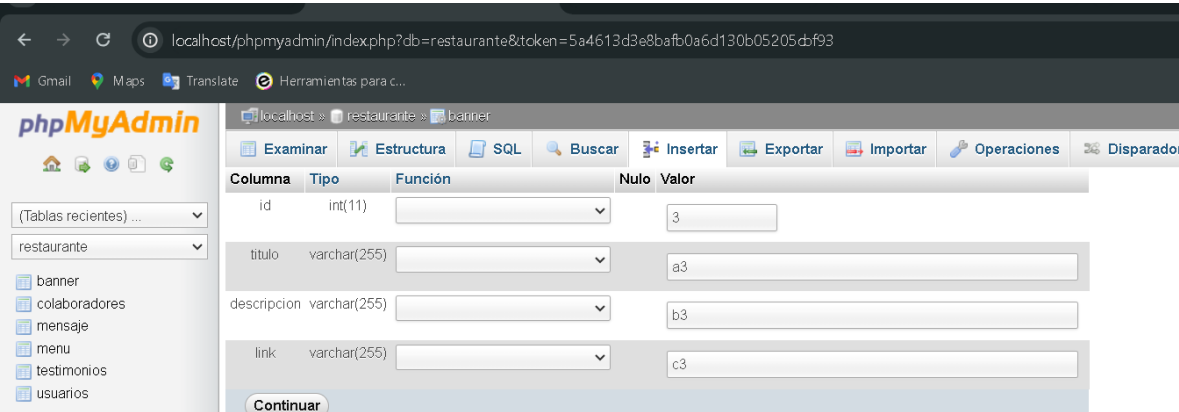 localhost/phpmyadmin/index.php?db=restaurante&token=5a4613d3e8bafb0a6d130b05205cbf93
Gmail Maps Translate Herramientas para c...
phpMyAdmin
(Tablas recientes) ...
restaurante
banner
colaboradores
mensaje
menu
testimonios
usuarios
localhost » restaurante » banner
Examinar Estructura SQL Buscar Insertar Exportar Importar Operaciones Disparado
Columna Tipo Función Nulo Valor
id int(11) 3
titulo varchar(255) a3
descripcion varchar(255) b3
link varchar(255) c3
Continuar